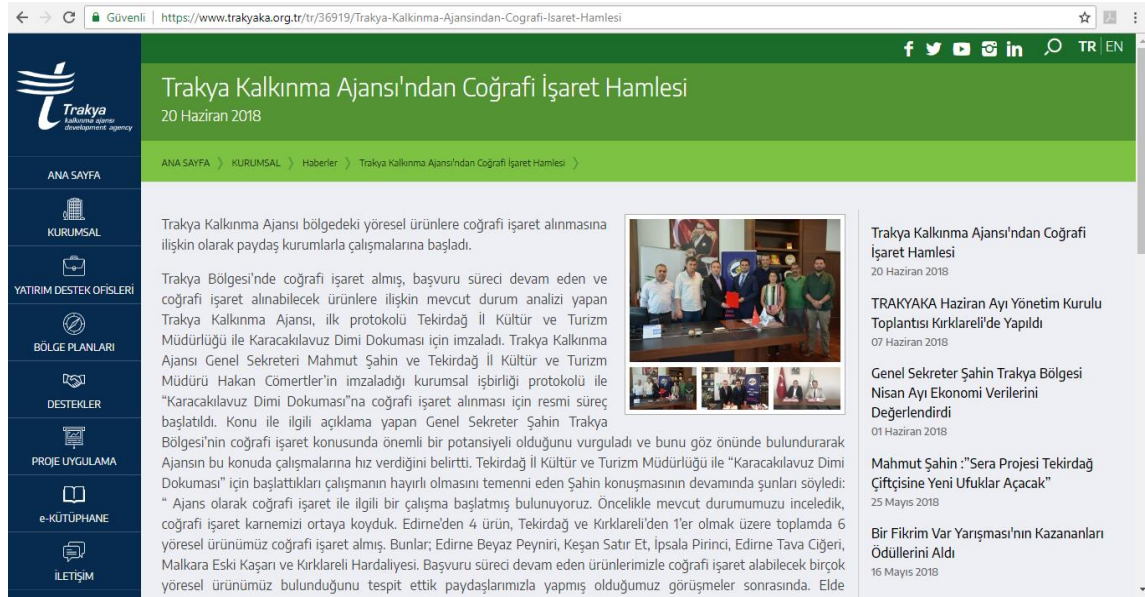 Güvenli | https://www.trakyaka.org.tr/tr/36919/Trakya-Kalkinma-Ajansindan-Cografi-Isaret-Hamlesi
TR | EN
Trakya
kalkınma ajansı
development agency
Trakya Kalkınma Ajansı'ndan Coğrafi İşaret Hamlesi
20 Haziran 2018
ANA SAYFA 〉 KURUMSAL 〉 Haberler 〉 Trakya Kalkınma Ajansı'ndan Coğrafi İşaret Hamlesi 〉
ANA SAYFA
KURUMSAL
YATIRIM DESTEK OFİSLERİ
BÖLGE PLANLARI
DESTEKLER
PROJE UYGULAMA
e-KÜTÜPHANE
İLETİŞİM
Trakya Kalkınma Ajansı bölgedeki yöresel ürünlere coğrafi işaret alınmasına
ilişkin olarak paydaş kurumlarla çalışmalarına başladı.
Trakya Bölgesi’nde coğrafi işaret almış, başvuru süreci devam eden ve
coğrafi işaret alınabilecek ürünlere ilişkin mevcut durum analizi yapan
Trakya Kalkınma Ajansı, ilk protokolü Tekirdağ İl Kültür ve Turizm
Müdürlüğü ile Karacakılavuz Dimi Dokuması için imzaladı. Trakya Kalkınma
Ajansı Genel Sekreteri Mahmut Şahin ve Tekirdağ İl Kültür ve Turizm
Müdürü Hakan Cömertler’in imzaladığı kurumsal işbirliği protokolü ile
“Karacakılavuz Dimi Dokuması”na coğrafi işaret alınması için resmi süreç
başlatıldı. Konu ile ilgili açıklama yapan Genel Sekreter Şahin Trakya
Bölgesi’nin coğrafi işaret konusunda önemli bir potansiyeli olduğunu vurguladı ve bunu göz önünde bulundurarak
Ajansın bu konuda çalışmalarına hız verdiğini belirtti. Tekirdağ İl Kültür ve Turizm Müdürlüğü ile “Karacakılavuz Dimi
Dokuması” için başlattıkları çalışmanın hayırlı olmasını temenni eden Şahin konuşmasının devamında şunları söyledi:
“ Ajans olarak coğrafi işaret ile ilgili bir çalışma başlatmış bulunuyoruz. Öncelikle mevcut durumumuzu inceledik,
coğrafi işaret karnemizi ortaya koyduk. Edirne’den 4 ürün, Tekirdağ ve Kırklareli’den 1’er olmak üzere toplamda 6
yöresel ürünümüz coğrafi işaret almış. Bunlar; Edirne Beyaz Peyniri, Keşan Satır Et, İpsala Pirinci, Edirne Tava Ciğeri,
Malkara Eski Kaşarı ve Kırklareli Hardaliyesi. Başvuru süreci devam eden ürünlerimizle coğrafi işaret alabilecek birçok
yöresel ürünümüz bulunduğunu tespit ettik paydaşlarımızla yapmış olduğumuz görüşmeler sonrasında. Elde
Trakya Kalkınma Ajansı'ndan Coğrafi
İşaret Hamlesi
20 Haziran 2018
TRAKYAKA Haziran Ayı Yönetim Kurulu
Toplantısı Kırklareli'de Yapıldı
07 Haziran 2018
Genel Sekreter Şahin Trakya Bölgesi
Nisan Ayı Ekonomi Verilerini
Değerlendirdi
01 Haziran 2018
Mahmut Şahin :”Sera Projesi Tekirdağ
Çiftçisine Yeni Ufuklar Açacak”
25 Mayıs 2018
Bir Fikrim Var Yarışması'nın Kazananları
Ödüllerini Aldı
16 Mayıs 2018